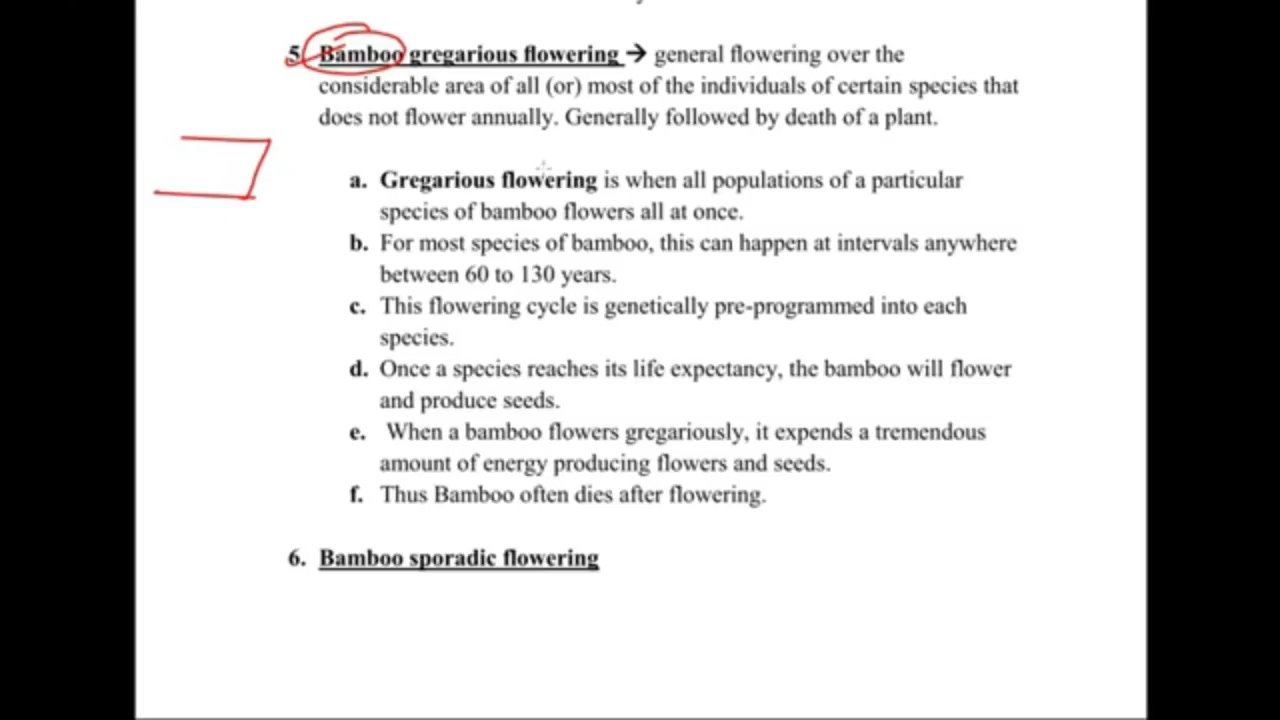 5. Bamboo gregarious flowering → general flowering over the
considerable area of all (or) most of the individuals of certain species that
does not flower annually. Generally followed by death of a plant.
a. Gregarious flowering is when all populations of a particular
species of bamboo flowers all at once.
b. For most species of bamboo, this can happen at intervals anywhere
between 60 to 130 years.
c. This flowering cycle is genetically pre-programmed into each
species.
d. Once a species reaches its life expectancy, the bamboo will flower
and produce seeds.
e. When a bamboo flowers gregariously, it expends a tremendous
amount of energy producing flowers and seeds.
f. Thus Bamboo often dies after flowering.
6. Bamboo sporadic flowering